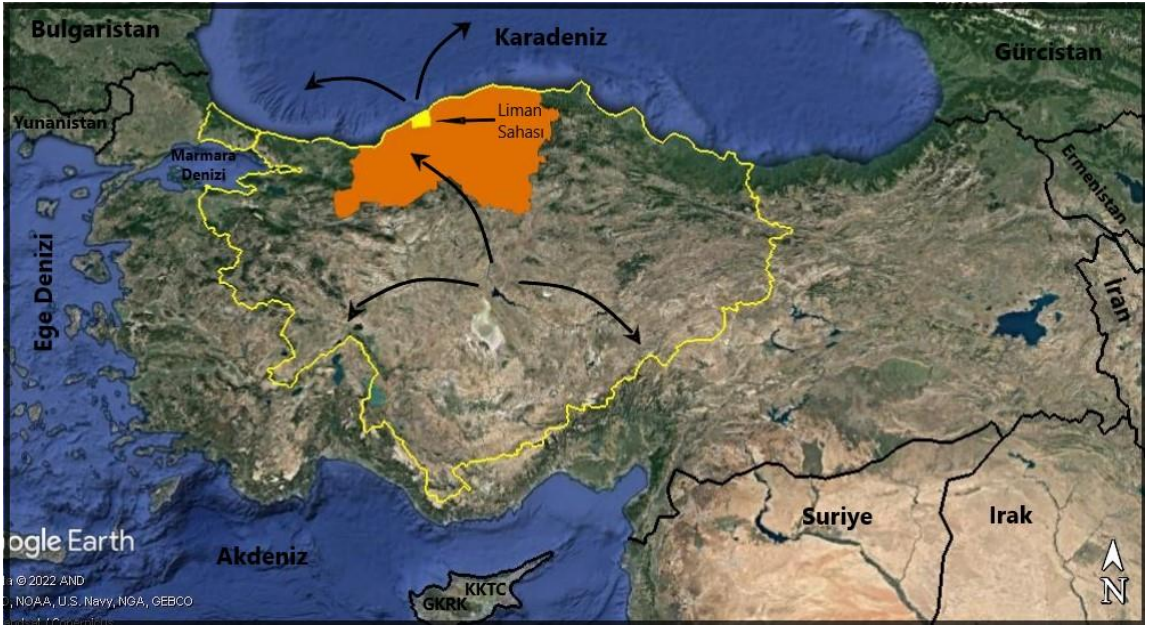 Bulgaristan
Karadeniz
Gürcistan
Yunanistan
Liman
Sahası
Marmara
Denizi
Ermenistan
Ege Denizi
İran
Suriye
Irak
Akdeniz
KKTC
GKRK
ogle Earth
© 2022 AND
, NOAA, U.S. Navy, NGA, GEBCO
N